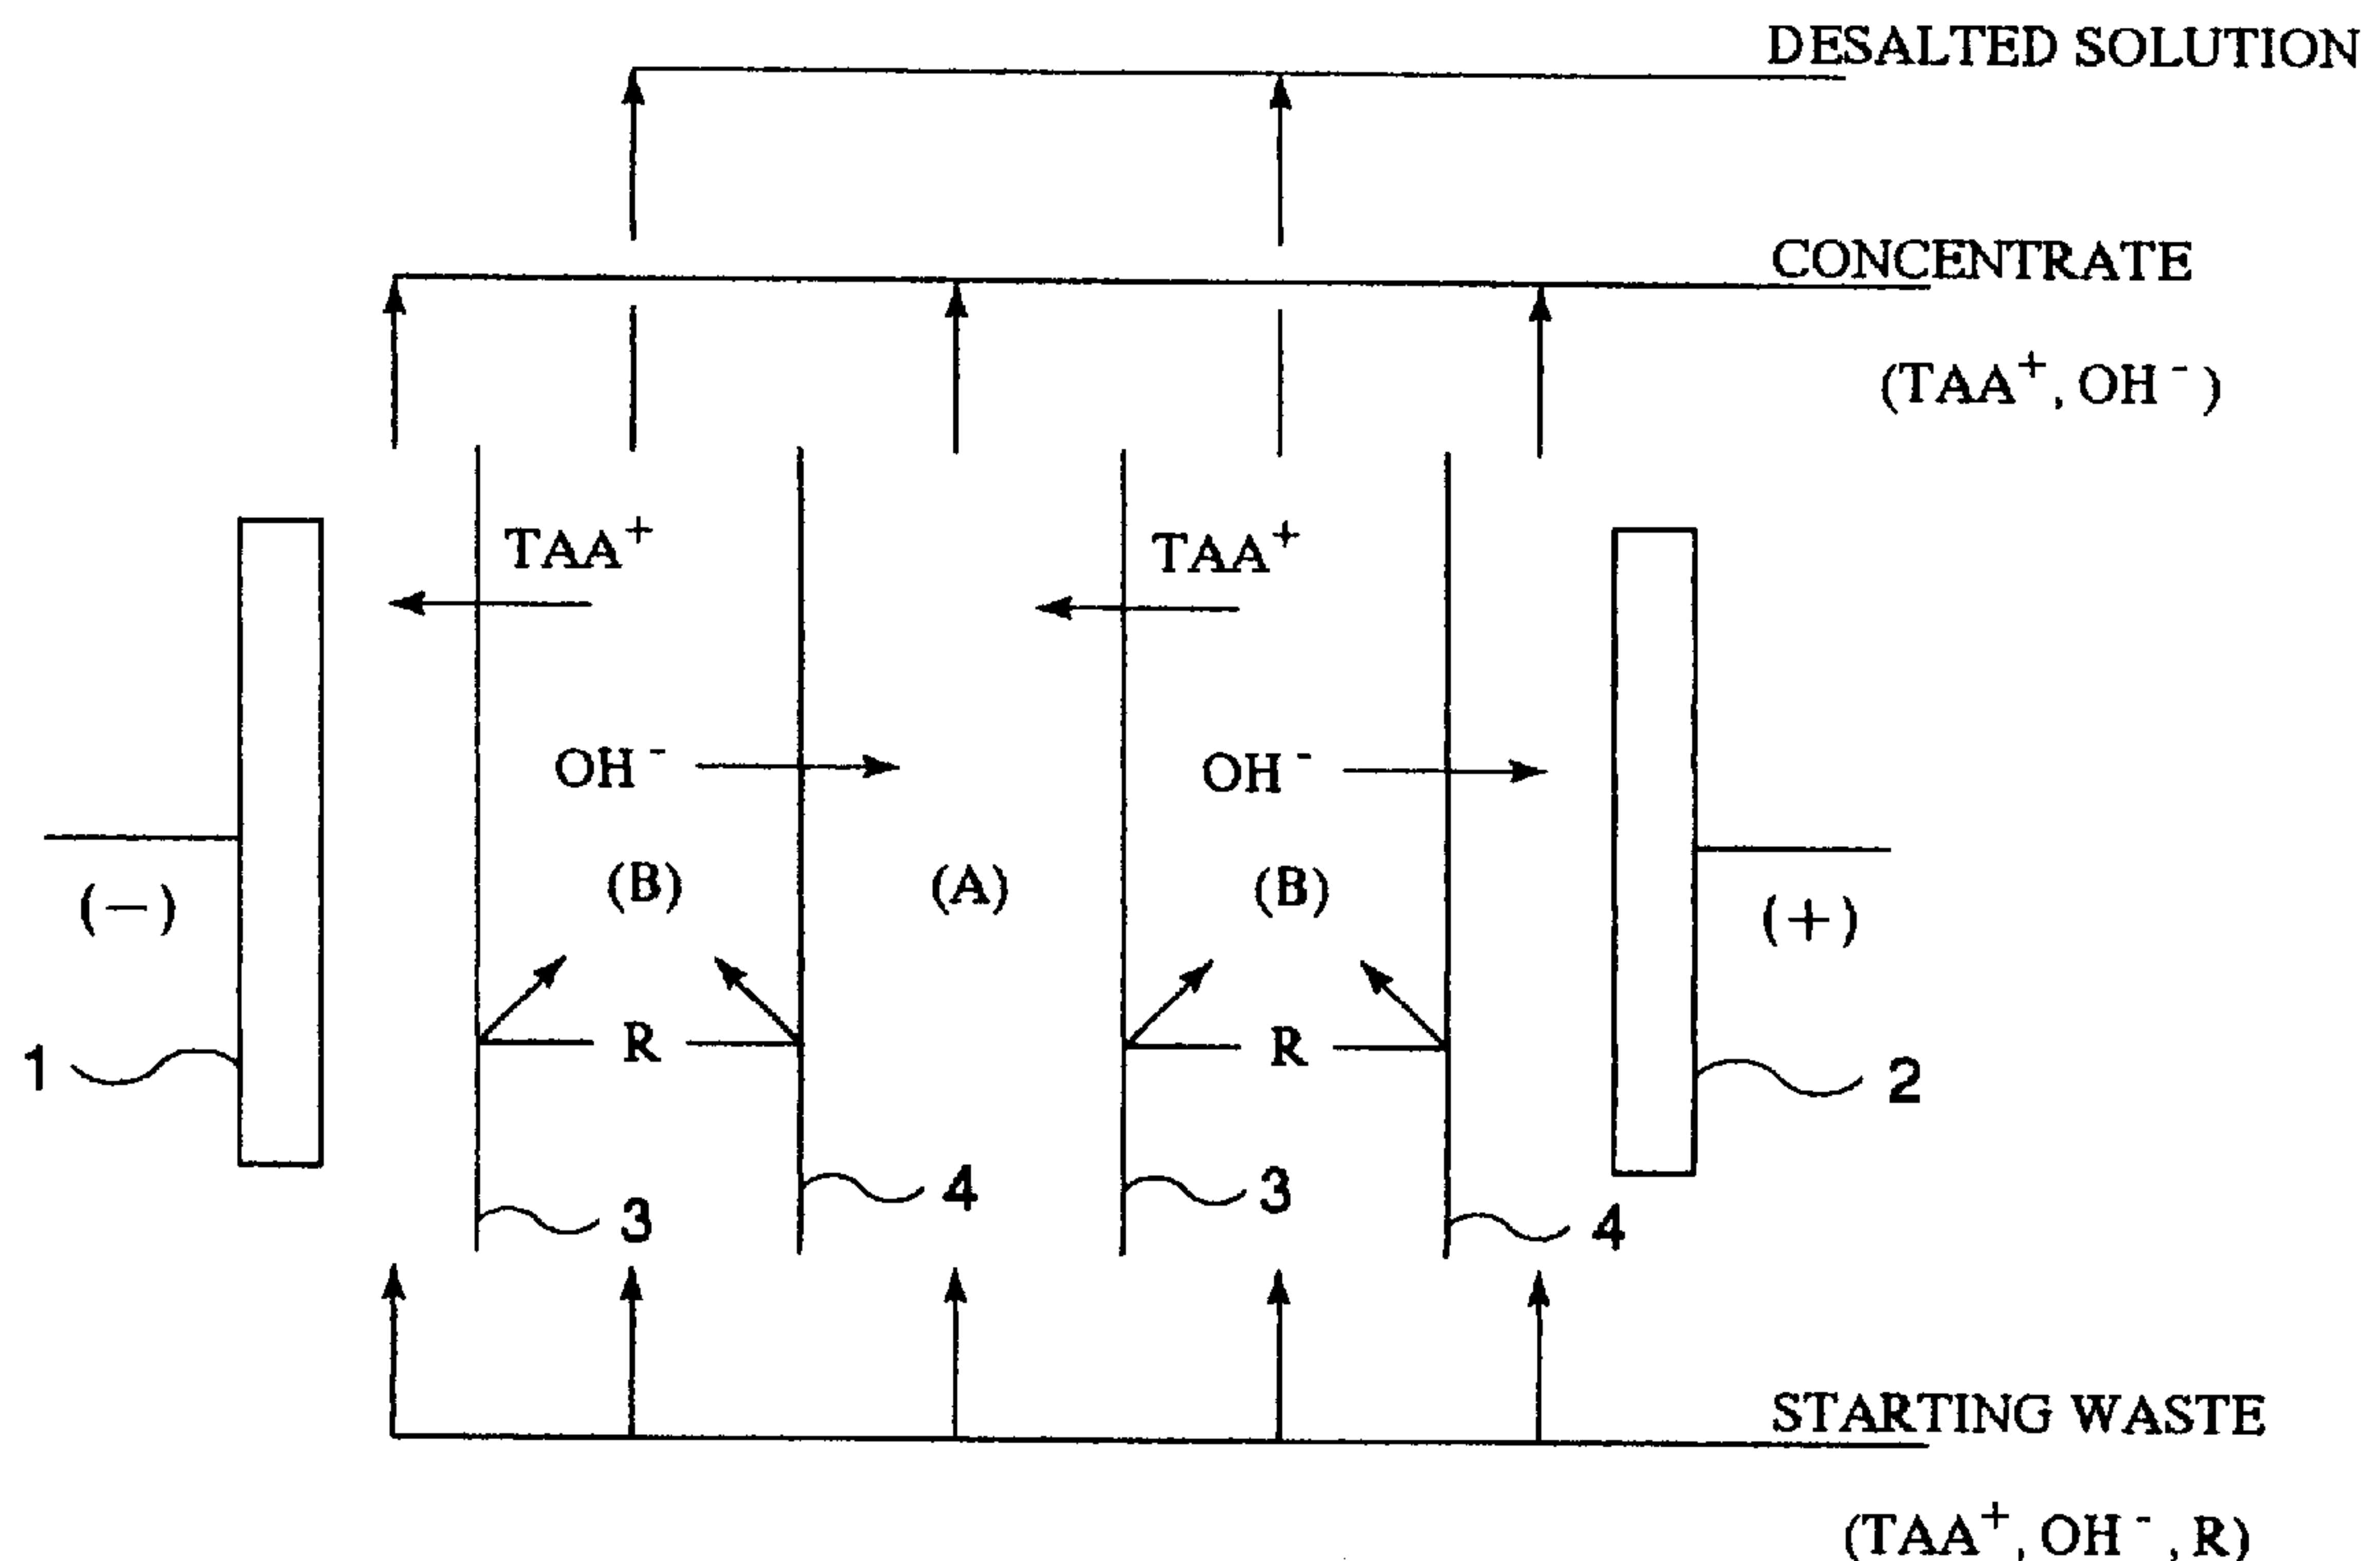 DESALTED SOLUTION
CONCENTRATE
(TAA⁺, OH⁻)
TAA⁺ TAA⁺
OH⁻ OH⁻
(B) (A) (B)
(−) (+)
R R
1 2
4 3
3 4
STARTING WASTE
(TAA⁺, OH⁻, R)